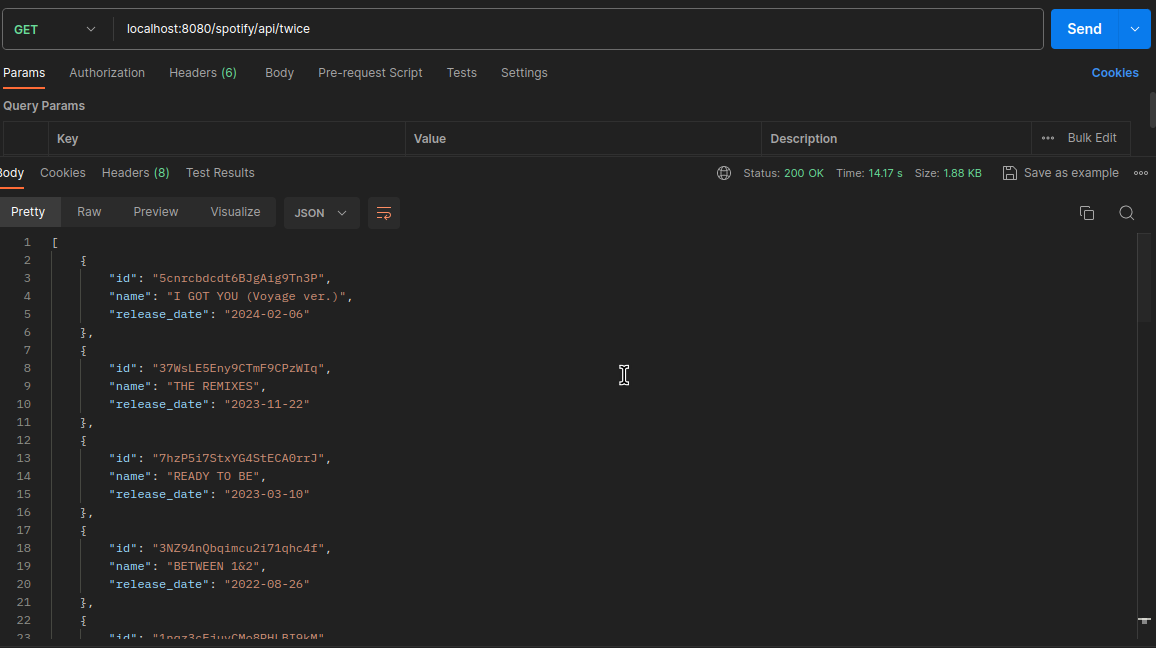 GET localhost:8080/spotify/api/twice Send
Params Authorization Headers (6) Body Pre-request Script Tests Settings Cookies
Query Params
Key Value Description ••• Bulk Edit
Body Cookies Headers (8) Test Results Status: 200 OK Time: 14.17 s Size: 1.88 KB Save as example
Pretty Raw Preview Visualize JSON
1 [
2 {
3 "id": "5cnrcbdcdt6BJgAig9Tn3P",
4 "name": "I GOT YOU (Voyage ver.)",
5 "release_date": "2024-02-06"
6 },
7 {
8 "id": "37WsLE5Eny9CTmF9CPzWIq",
9 "name": "THE REMIXES",
10 "release_date": "2023-11-22"
11 },
12 {
13 "id": "7hzP5i7StxYG4StECA0rrJ",
14 "name": "READY TO BE",
15 "release_date": "2023-03-10"
16 },
17 {
18 "id": "3NZ94nQbqimcu2i71qhc4f",
19 "name": "BETWEEN 1&2",
20 "release_date": "2022-08-26"
21 },
22 {
23 "id":